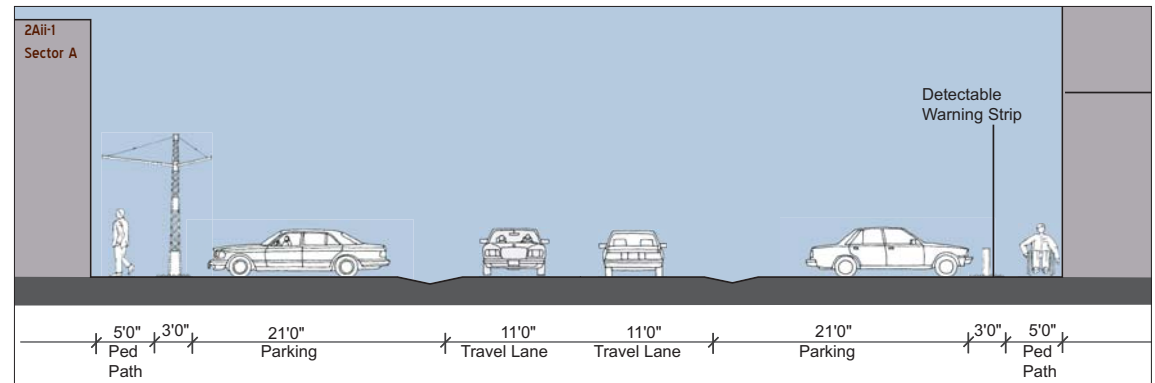 2Aii-1
Sector A
Detectable
Warning Strip
5'0" 3'0" 21'0" 11'0" 11'0" 21'0" 3'0" 5'0"
Ped Parking Travel Lane Travel Lane Parking Ped
Path Path